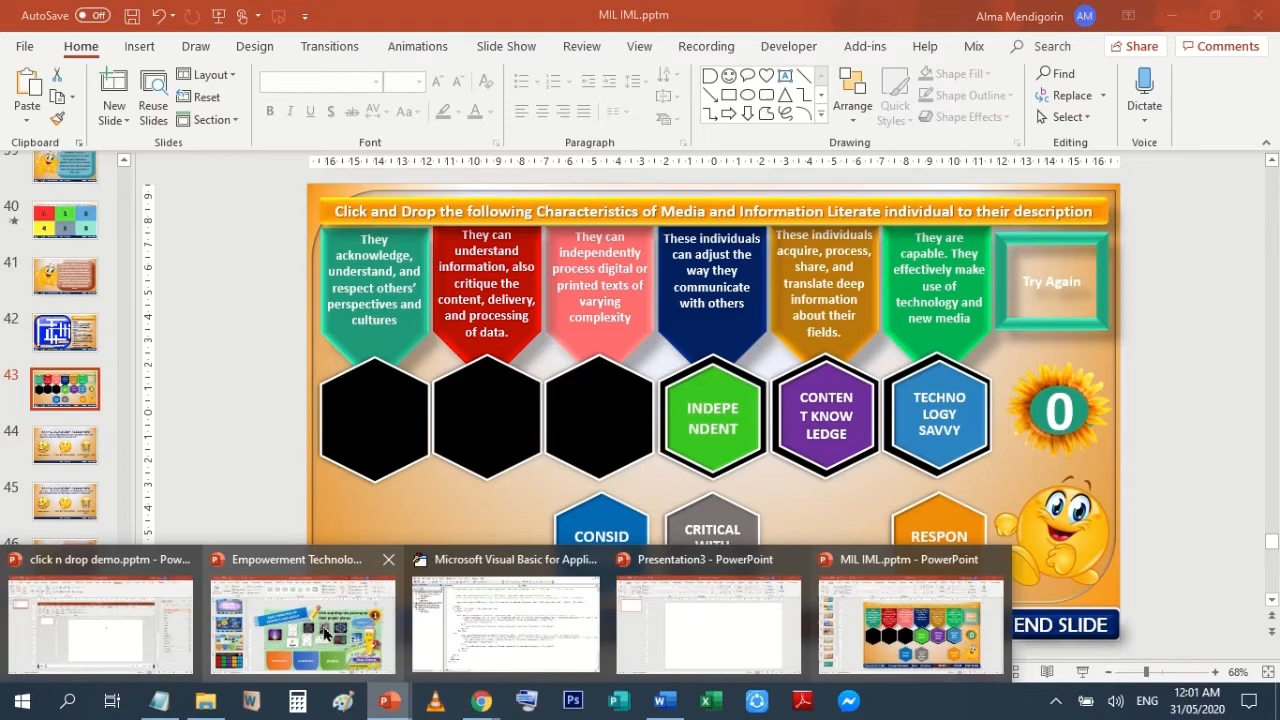 AutoSave Off
MIL IML.pptm
Alma Mendigorin AM
File Home Insert Draw Design Transitions Animations Slide Show Review View Recording Developer Add-ins Help Mix Search Share Comments
Paste
New Slide
Reuse Slides
Layout
Reset
Section
Arrange
Quick Styles
Shape Fill
Shape Outline
Shape Effects
Find
Replace
Select
Dictate
Clipboard Slides Font Paragraph Drawing Editing Voice
40
41
42
43
44
45
Click and Drop the following Characteristics of Media and Information Literate individual to their description
They
acknowledge,
understand, and
respect others'
perspectives and
cultures
They can
understand
information, also
critique the
content, delivery,
and processing
of data.
They can
independently
process digital or
printed texts of
varying
complexity
These individuals
can adjust the
way they
communicate
with others
These individuals
acquire, process,
share, and
translate deep
information
about their
fields.
They are
capable. They
effectively make
use of
technology and
new media
Try Again
INDEPE
NDENT
CONTEN
T KNOW
LEDGE
TECHNO
LOGY
SAVVY
0
CONSID
CRITICAL
WITH
RESPON
END SLIDE
click n drop demo.pptm - Pow...
Empowerment Technolo...
Microsoft Visual Basic for Appli...
Presentation3 - PowerPoint
MIL IML.pptm - PowerPoint
68%
ENG
12:01 AM
31/05/2020